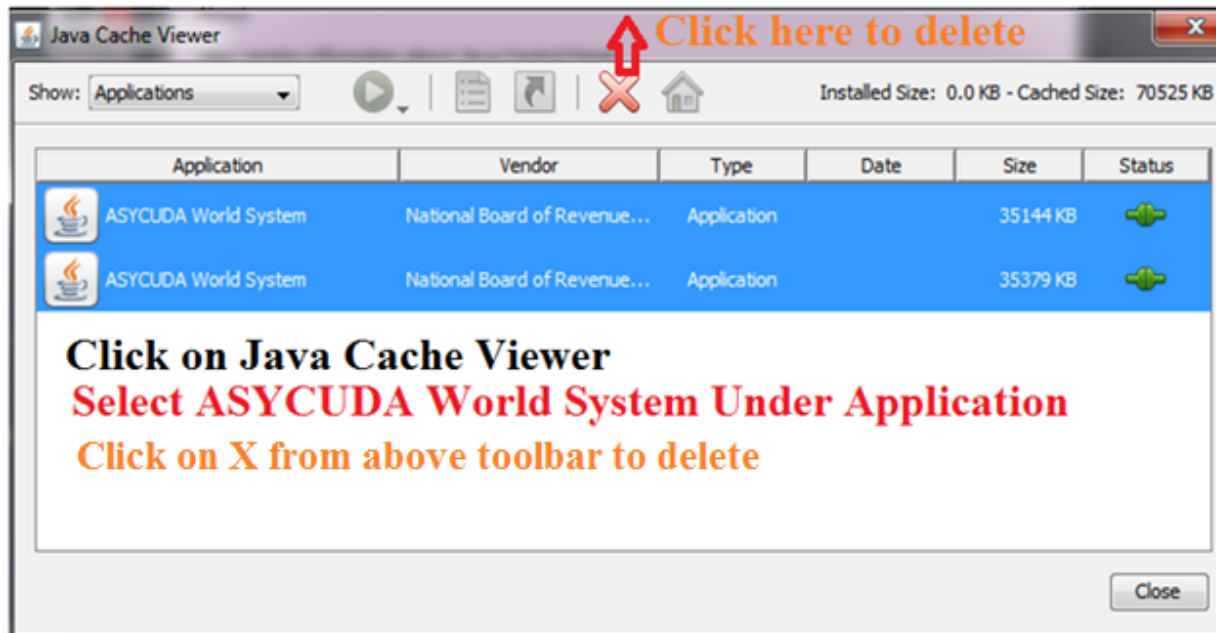 Java Cache Viewer
Click here to delete
Show: Applications
Installed Size: 0.0 KB - Cached Size: 70525 KB
Application Vendor Type Date Size Status
ASYCUDA World System National Board of Revenue... Application 35144 KB
ASYCUDA World System National Board of Revenue... Application 35379 KB
Click on Java Cache Viewer
Select ASYCUDA World System Under Application
Click on X from above toolbar to delete
Close